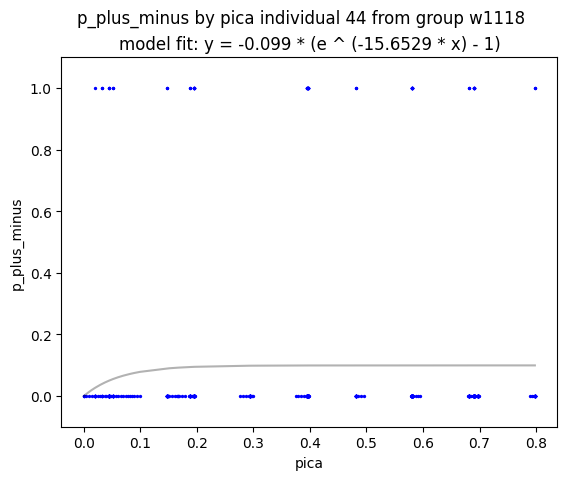 p_plus_minus by pica individual 44 from group w1118
model fit: y = -0.099 * (e ^ (-15.6529 * x) - 1)
p_plus_minus
1.0
0.8
0.6
0.4
0.2
0.0
0.0 0.1 0.2 0.3 0.4 0.5 0.6 0.7 0.8
pica